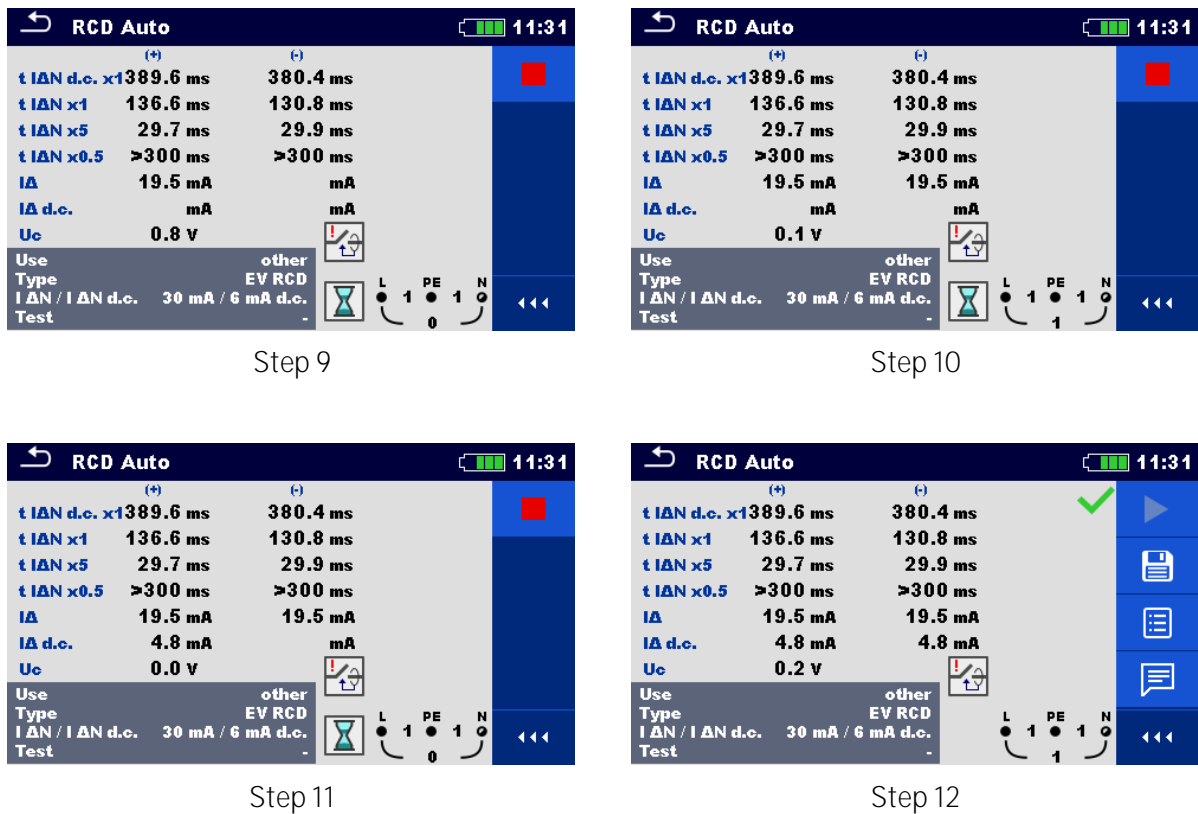 RCD Auto 11:31
(+) (-)
t IΔN d.c. x1 389.6 ms 380.4 ms
t IΔN x1 136.6 ms 130.8 ms
t IΔN x5 29.7 ms 29.9 ms
t IΔN x0.5 >300 ms >300 ms
IΔ 19.5 mA mA
IΔ d.c. mA mA
Uc 0.8 V
Use other
Type EV RCD
I ΔN / I ΔN d.c. 30 mA / 6 mA d.c.
Test -
L PE N
1 1
0
Step 9
RCD Auto 11:31
(+) (-)
t IΔN d.c. x1 389.6 ms 380.4 ms
t IΔN x1 136.6 ms 130.8 ms
t IΔN x5 29.7 ms 29.9 ms
t IΔN x0.5 >300 ms >300 ms
IΔ 19.5 mA 19.5 mA
IΔ d.c. mA mA
Uc 0.1 V
Use other
Type EV RCD
I ΔN / I ΔN d.c. 30 mA / 6 mA d.c.
Test -
L PE N
1 1
1
Step 10
RCD Auto 11:31
(+) (-)
t IΔN d.c. x1 389.6 ms 380.4 ms
t IΔN x1 136.6 ms 130.8 ms
t IΔN x5 29.7 ms 29.9 ms
t IΔN x0.5 >300 ms >300 ms
IΔ 19.5 mA 19.5 mA
IΔ d.c. 4.8 mA mA
Uc 0.0 V
Use other
Type EV RCD
I ΔN / I ΔN d.c. 30 mA / 6 mA d.c.
Test -
L PE N
1 1
0
Step 11
RCD Auto 11:31
(+) (-)
t IΔN d.c. x1 389.6 ms 380.4 ms
t IΔN x1 136.6 ms 130.8 ms
t IΔN x5 29.7 ms 29.9 ms
t IΔN x0.5 >300 ms >300 ms
IΔ 19.5 mA 19.5 mA
IΔ d.c. 4.8 mA 4.8 mA
Uc 0.2 V
Use other
Type EV RCD
I ΔN / I ΔN d.c. 30 mA / 6 mA d.c.
Test -
L PE N
1 1
1
Step 12